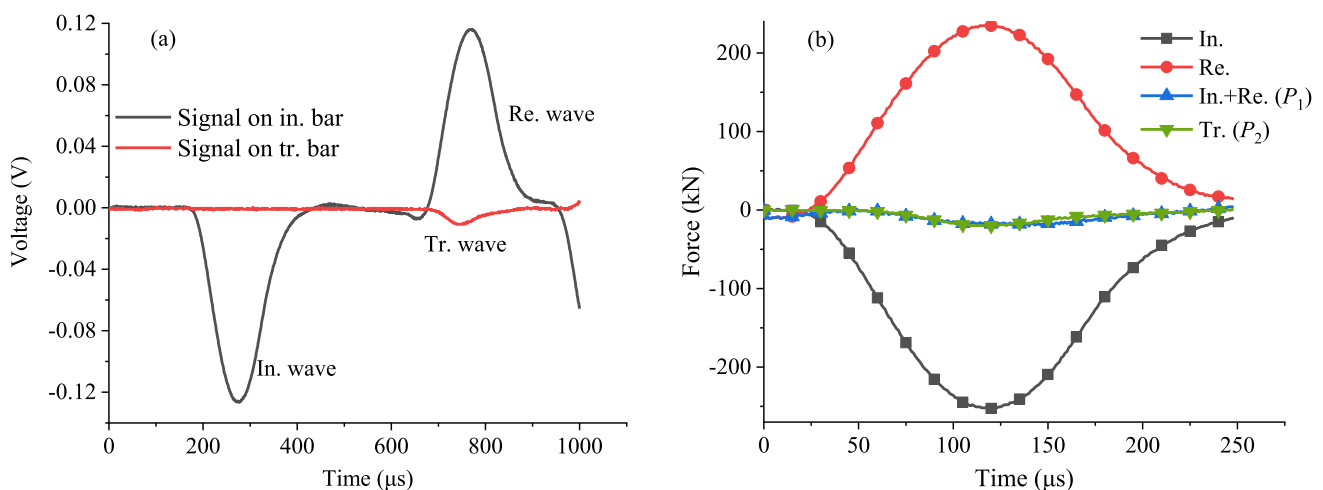 (a)
0.12
0.08
0.04
0.00
-0.04
-0.08
-0.12
Voltage (V)
Signal on in. bar
Signal on tr. bar
Re. wave
Tr. wave
In. wave
0
200
400
600
800
1000
Time (μs)
(b)
200
100
0
-100
-200
Force (kN)
In.
Re.
In.+Re. (P₁)
Tr. (P₂)
0
50
100
150
200
250
Time (μs)